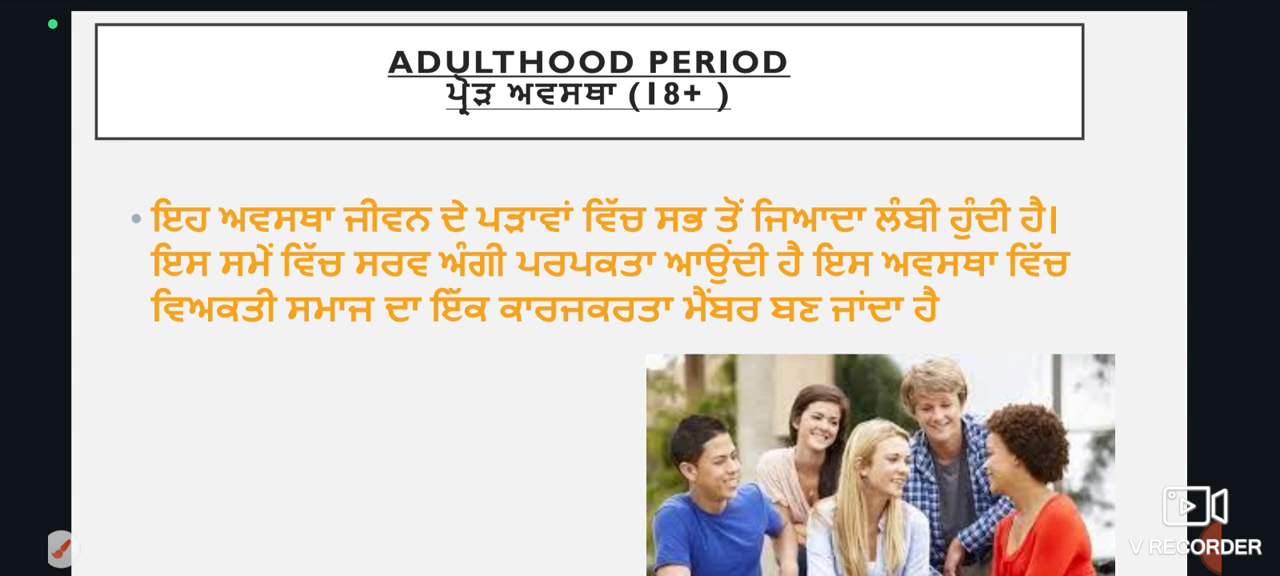 ADULTHOOD PERIOD
ਪ੍ਰੋੜ ਅਵਸਥਾ (18+ )
• ਇਹ ਅਵਸਥਾ ਜੀਵਨ ਦੇ ਪੜਾਵਾਂ ਵਿੱਚ ਸਭ ਤੋਂ ਜਿਆਦਾ ਲੰਬੀ ਹੁੰਦੀ ਹੈ।
ਇਸ ਸਮੇਂ ਵਿੱਚ ਸਰਵ ਅੰਗੀ ਪਰਪਕਤਾ ਆਉਂਦੀ ਹੈ ਇਸ ਅਵਸਥਾ ਵਿੱਚ
ਵਿਅਕਤੀ ਸਮਾਜ ਦਾ ਇੱਕ ਕਾਰਜਕਰਤਾ ਮੈਂਬਰ ਬਣ ਜਾਂਦਾ ਹੈ
V RECORDER